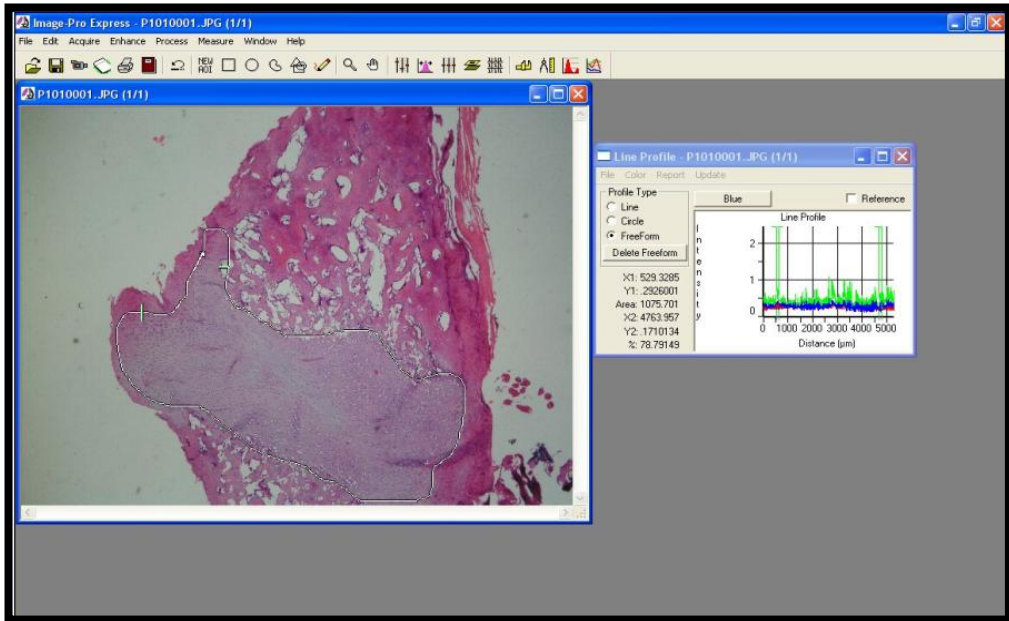 Image-Pro Express - P1010001.JPG (1/1)
File Edit Acquire Enhance Process Measure Window Help
NEW AOI
P1010001.JPG (1/1)
Line Profile - P1010001.JPG (1/1)
File Color Report Update
Profile Type
Line
Circle
FreeForm
Delete Freeform
X1: 529.3285
Y1: .2926001
Area: 1075.701
X2: 4763.957
Y2: .1710134
%: 78.79149
Blue
Reference
Line Profile
Intensity
2
1
0
0 1000 2000 3000 4000 5000
Distance (µm)